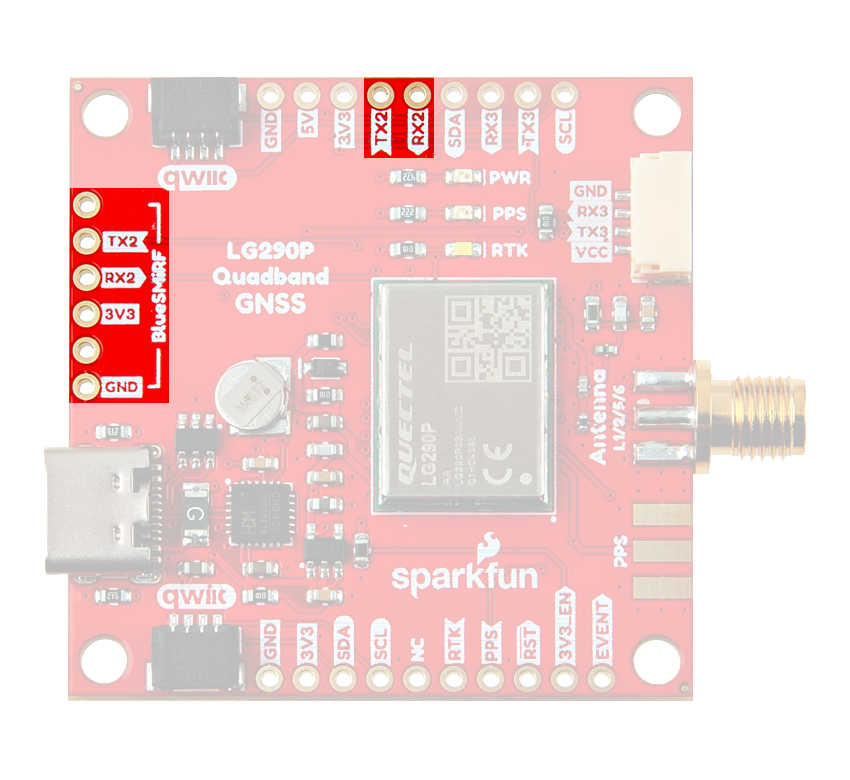 GND
5V
3V3
TX2
RX2
SDA
RX3
TX3
SCL
qwiic
PWR
PPS
RTK
GND
RX3
TX3
VCC
TX2
RX2
3V3
GND
BlueSMiRF
LG290P
Quadband
GNSS
QUECTEL
LG290P
AA
CE
Antenna
L1/2/5/6
G
PPS
sparkfun
qwiic
GND
3V3
SDA
SCL
NC
RTK
PPS
RST
3V3_EN
EVENT